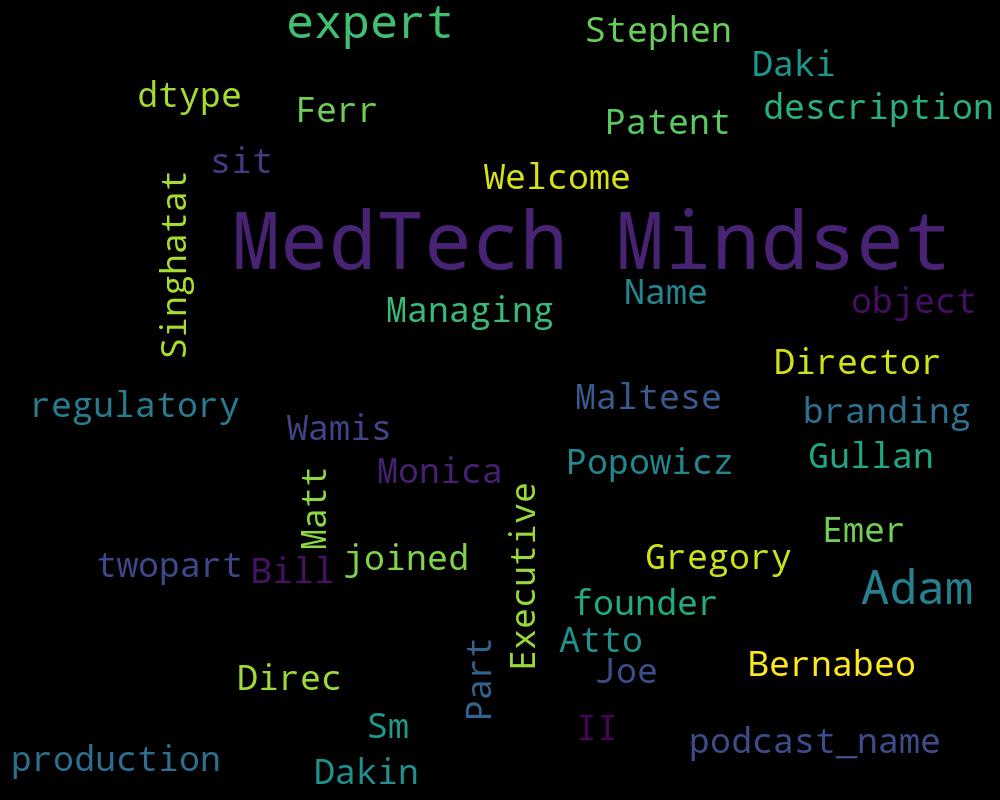 expert
Stephen
Daki
dtype
Ferr
description
Patent
sit
Welcome
Singhatat
MedTech Mindset
Name
object
Managing
Director
Maltese
branding
regulatory
Wamis
Gullan
Popowicz
Monica
Matt
Executive
Emer
joined
Gregory
twopart
Bill
Adam
founder
Atto
Bernabeo
Joe
Part
Direc
Sm
II
podcast_name
production
Dakin